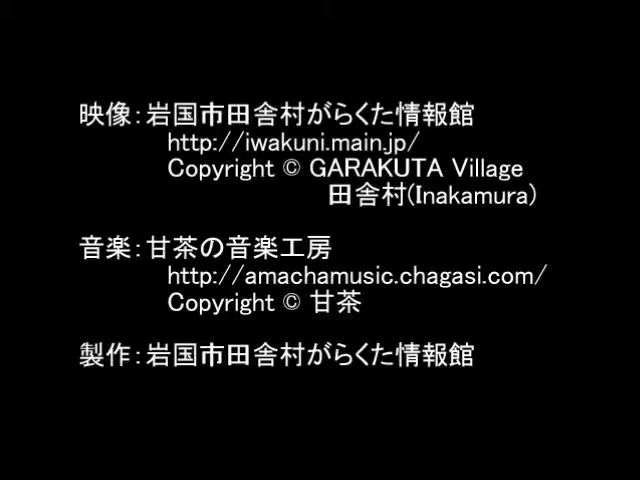 映像：岩国市田舎村がらくた情報館
http://iwakuni.main.jp/
Copyright © GARAKUTA Village
田舎村(Inakamura)
音楽：甘茶の音楽工房
http://amachamusic.chagasi.com/
Copyright © 甘茶
製作：岩国市田舎村がらくた情報館